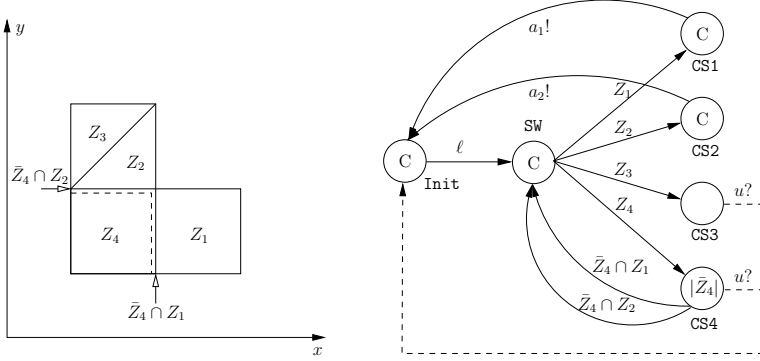 y
Z₃
Z₂
Z̄₄ ∩ Z₂
Z₄
Z₁
Z̄₄ ∩ Z₁
x
a₁!
C
CS1
Z₁
a₂!
C
CS2
Z₂
SW
C
Init
ℓ
C
Z₃
CS3
u?
Z₄
Z̄₄ ∩ Z₁
|Z̄₄|
u?
Z̄₄ ∩ Z₂
CS4